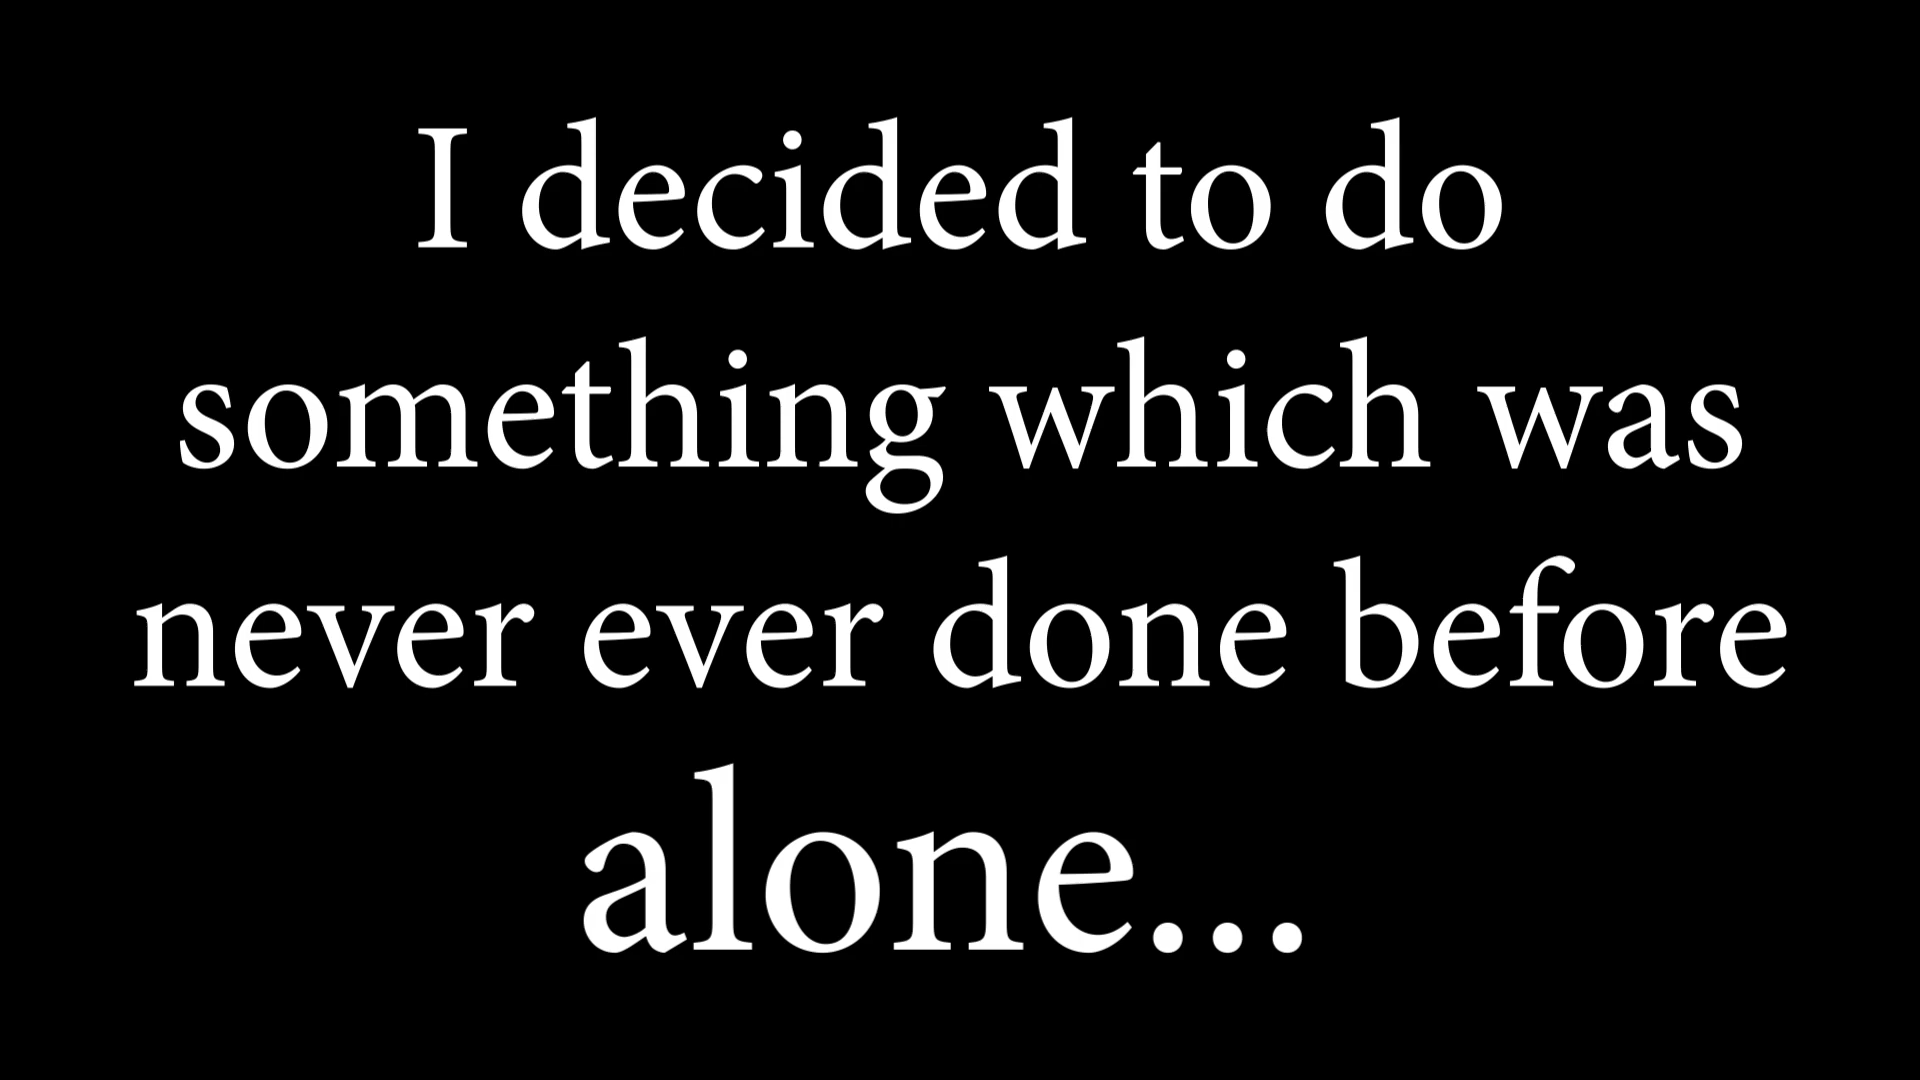 I decided to do
something which was
never ever done before
alone...